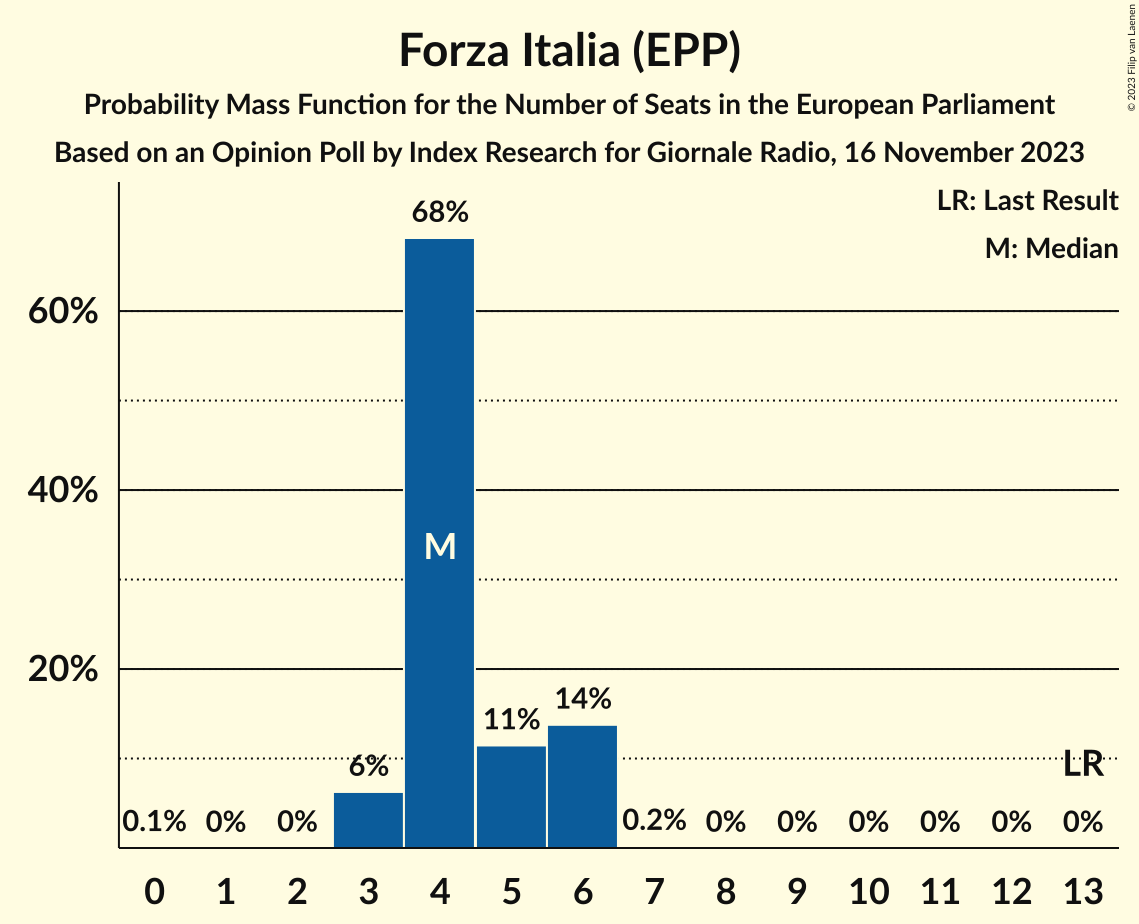 Forza Italia (EPP)
Probability Mass Function for the Number of Seats in the European Parliament
Based on an Opinion Poll by Index Research for Giornale Radio, 16 November 2023
© 2023 Filip van Laenen
LR: Last Result
M: Median
68%
60%
40%
M
20%
14%
11%
6%
LR
0.1% 0% 0% 0.2% 0% 0% 0% 0% 0% 0%
0 1 2 3 4 5 6 7 8 9 10 11 12 13